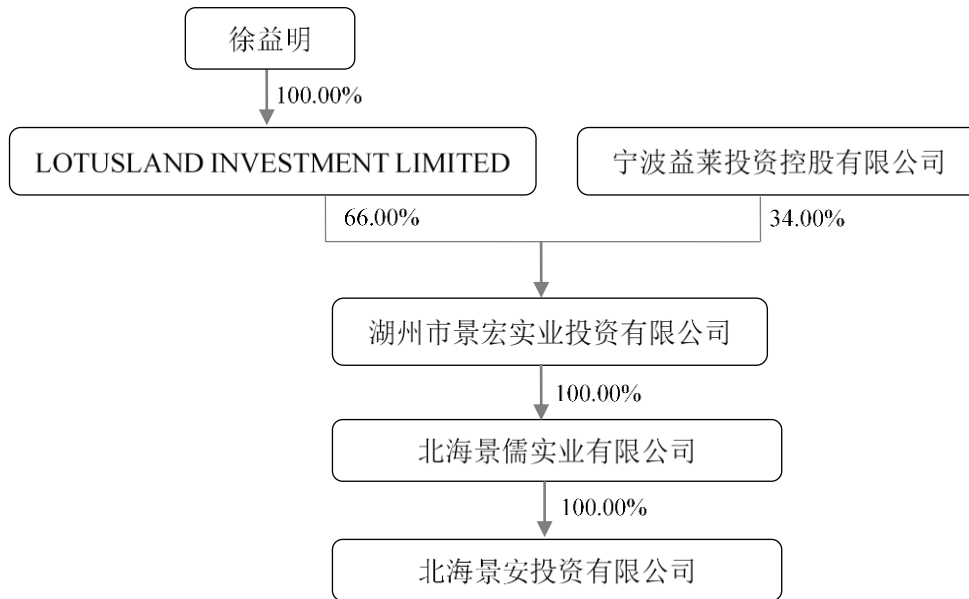 徐益明
100.00%
LOTUSLAND INVESTMENT LIMITED
宁波益莱投资控股有限公司
66.00%
34.00%
湖州市景宏实业投资有限公司
100.00%
北海景儒实业有限公司
100.00%
北海景安投资有限公司